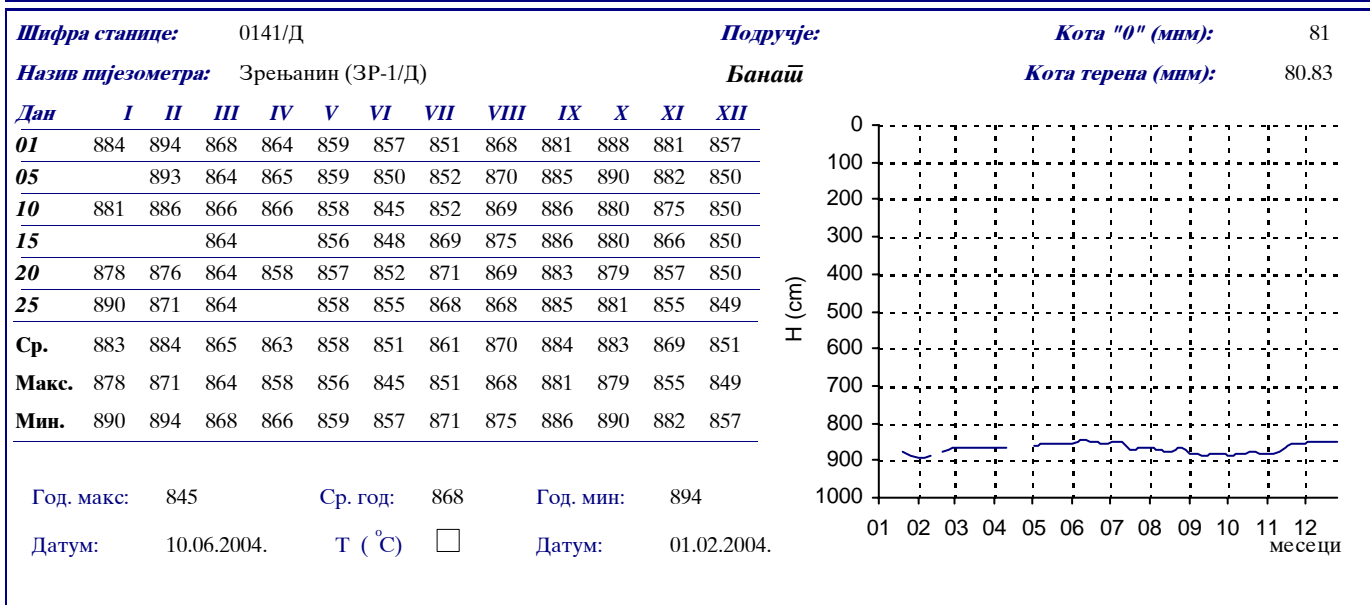 Шифра станице: 0141/Д Подручје: Кота "0" (мнм): 81
Назив пијезометра: Зрењанин (ЗР-1/Д) Банат Кота терена (мнм): 80.83
Дан I II III IV V VI VII VIII IX X XI XII
01 884 894 868 864 859 857 851 868 881 888 881 857
05 893 864 865 859 850 852 870 885 890 882 850
10 881 886 866 866 858 845 852 869 886 880 875 850
15 864 856 848 869 875 886 880 866 850
20 878 876 864 858 857 852 871 869 883 879 857 850
25 890 871 864 858 855 868 868 885 881 855 849
Ср. 883 884 865 863 858 851 861 870 884 883 869 851
Макс. 878 871 864 858 856 845 851 868 881 879 855 849
Мин. 890 894 868 866 859 857 871 875 886 890 882 857
Год. макс: 845 Ср. год: 868 Год. мин: 894
Датум: 10.06.2004. Т ( °C) Датум: 01.02.2004.
H (cm)
0
100
200
300
400
500
600
700
800
900
1000
01 02 03 04 05 06 07 08 09 10 11 12
месеци